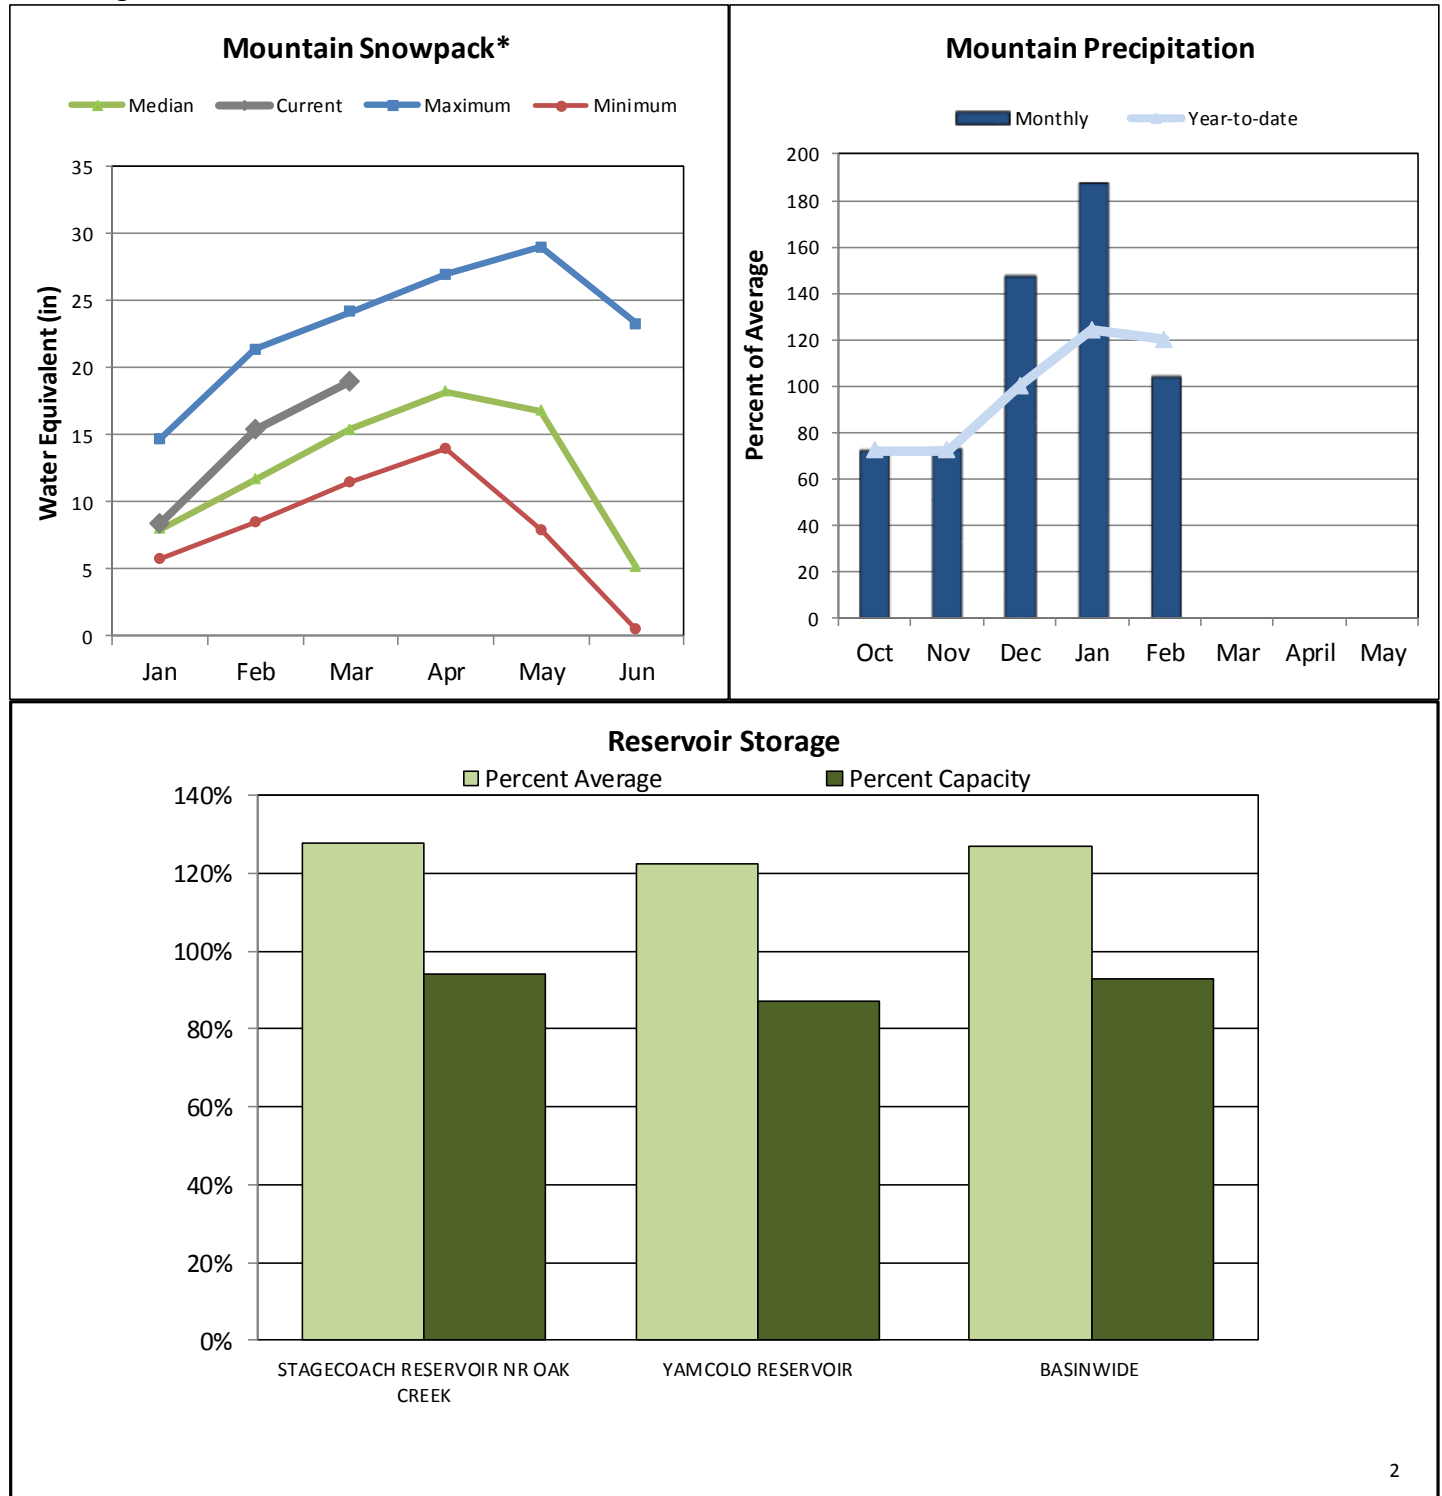 Mountain Snowpack*
Median Current Maximum Minimum
Water Equivalent (in)
35
30
25
20
15
10
5
0
Jan Feb Mar Apr May Jun
Mountain Precipitation
Monthly Year-to-date
Percent of Average
200
180
160
140
120
100
80
60
40
20
0
Oct Nov Dec Jan Feb Mar April May
Reservoir Storage
Percent Average Percent Capacity
140%
120%
100%
80%
60%
40%
20%
0%
STAGECOACH RESERVOIR NR OAK
CREEK
YAMCOLO RESERVOIR
BASINWIDE
2